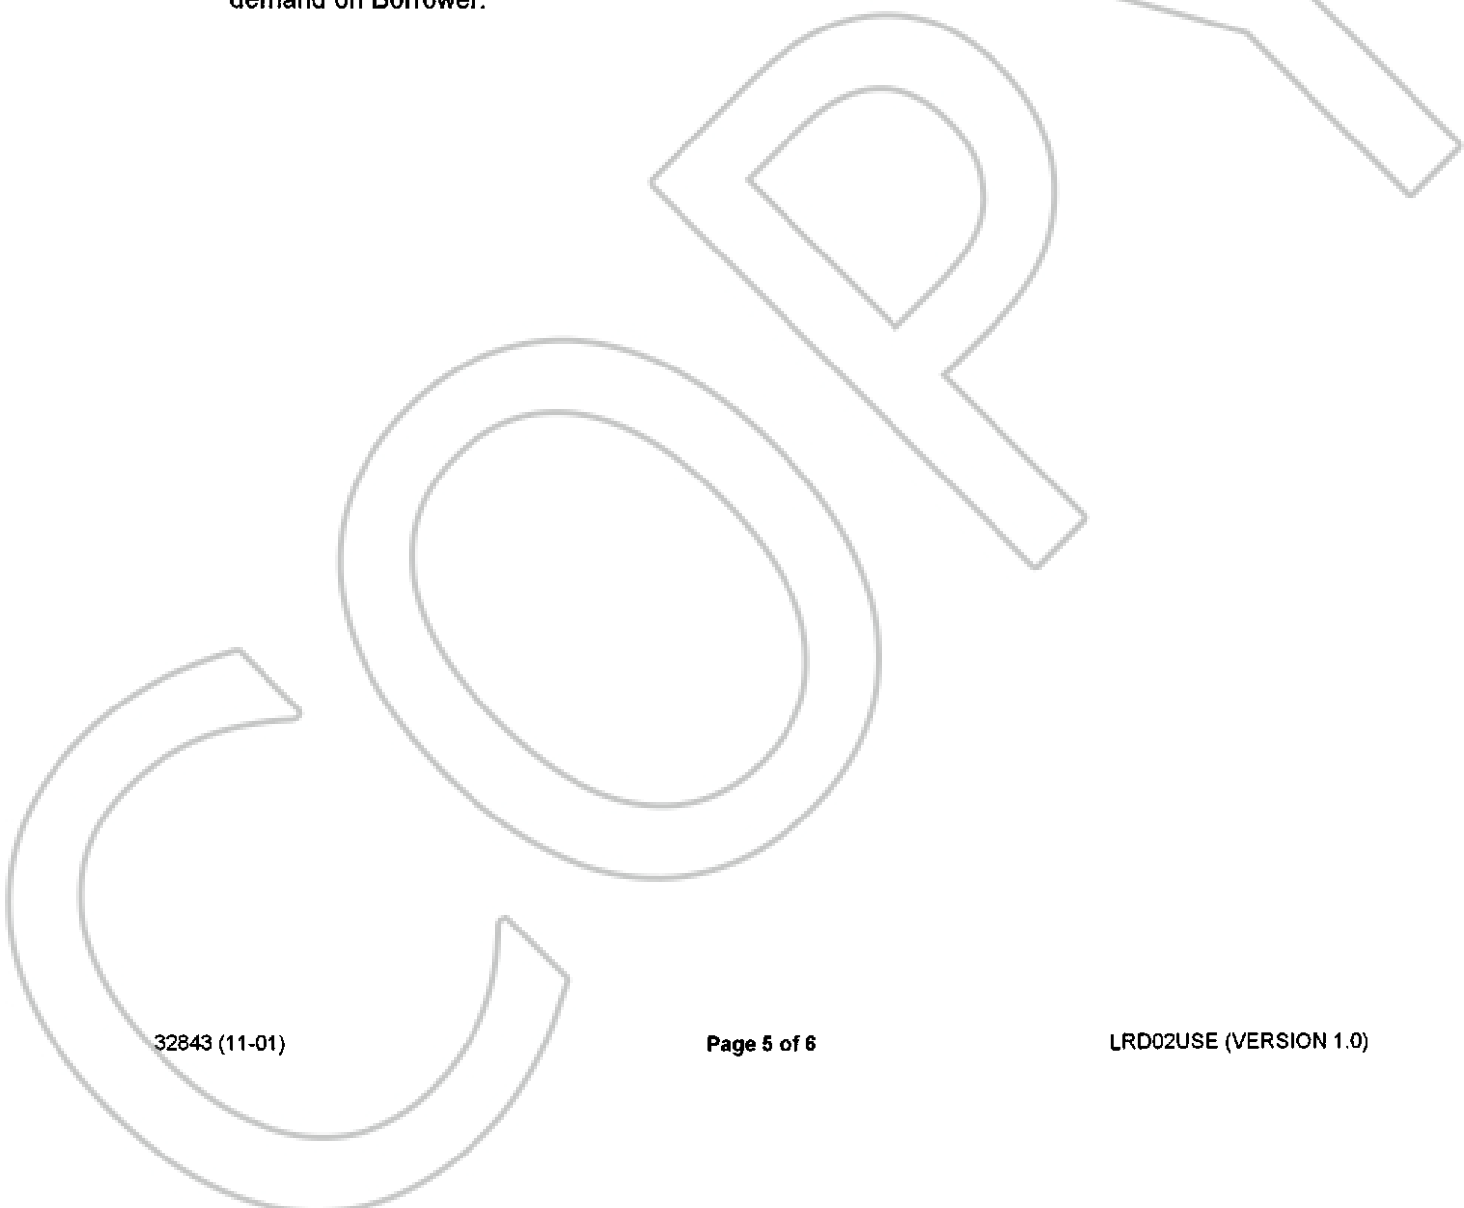 demand on Borrower.
COPY
32843 (11-01) Page 5 of 6 LRD02USE (VERSION 1.0)